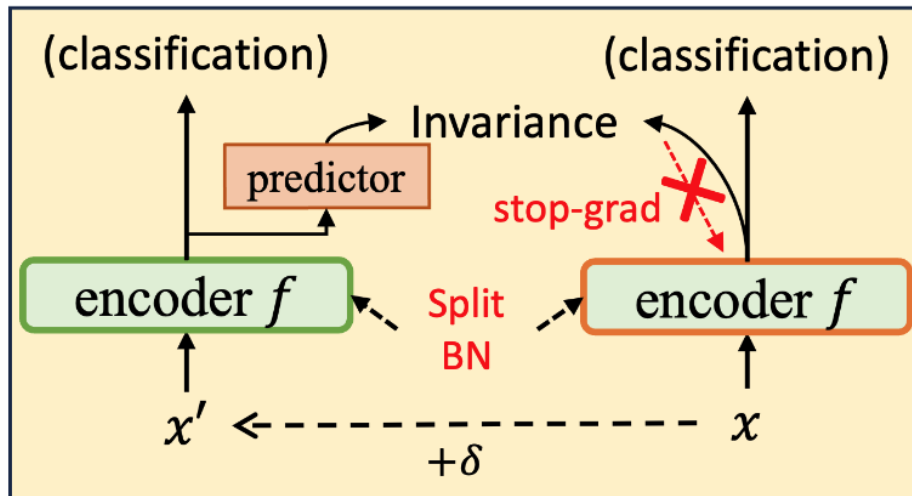 (classification) (classification)
Invariance
predictor
stop-grad
encoder f encoder f
Split
BN
x′ x
+δ